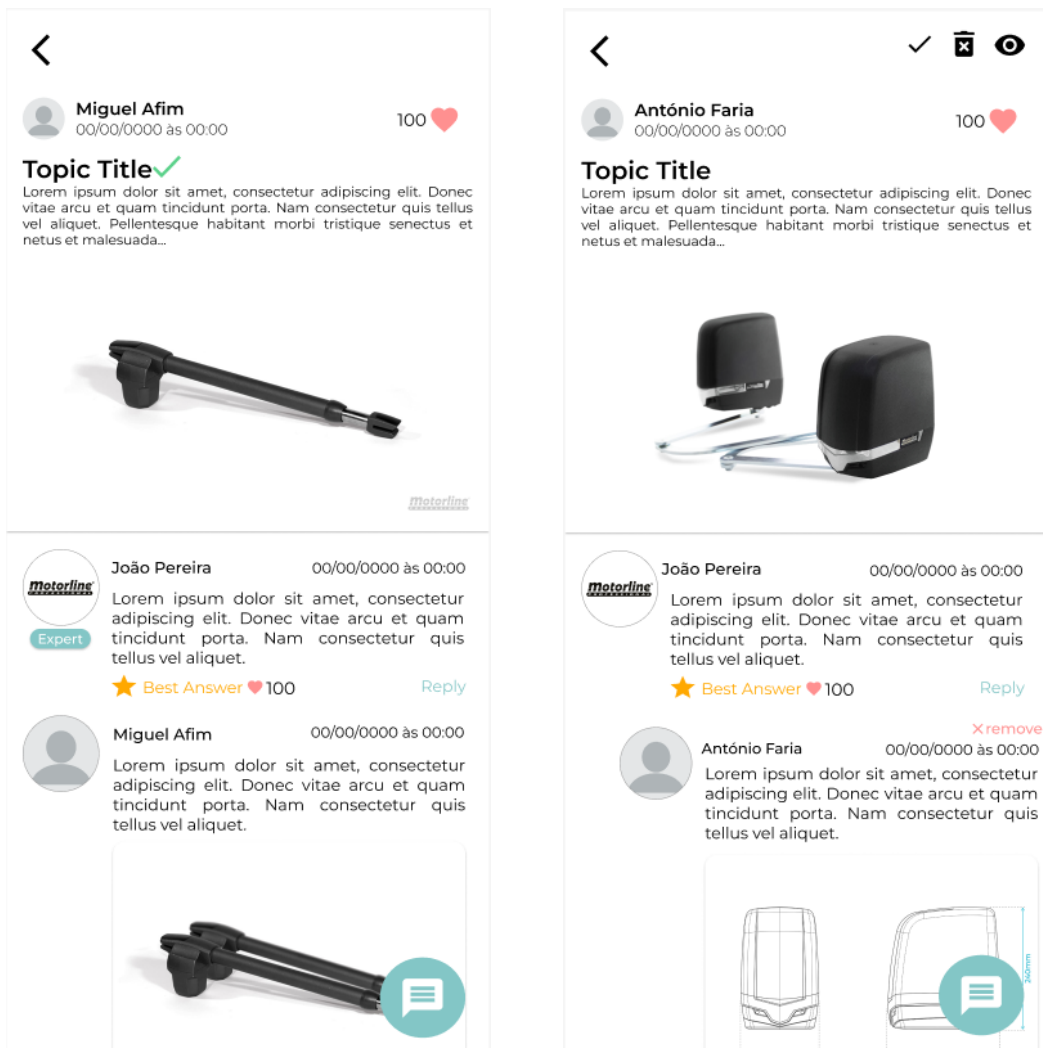 Miguel Afim
00/00/0000 às 00:00
100
Topic Title
Lorem ipsum dolor sit amet, consectetur adipiscing elit. Donec
vitae arcu et quam tincidunt porta. Nam consectetur quis tellus
vel aliquet. Pellentesque habitant morbi tristique senectus et
netus et malesuada...
motorline
PROFESSIONAL
motorline
PROFESSIONAL
João Pereira
00/00/0000 às 00:00
Lorem ipsum dolor sit amet, consectetur
adipiscing elit. Donec vitae arcu et quam
tincidunt porta. Nam consectetur quis
tellus vel aliquet.
Expert
Best Answer
100
Reply
Miguel Afim
00/00/0000 às 00:00
Lorem ipsum dolor sit amet, consectetur
adipiscing elit. Donec vitae arcu et quam
tincidunt porta. Nam consectetur quis
tellus vel aliquet.
António Faria
00/00/0000 às 00:00
100
Topic Title
Lorem ipsum dolor sit amet, consectetur adipiscing elit. Donec
vitae arcu et quam tincidunt porta. Nam consectetur quis tellus
vel aliquet. Pellentesque habitant morbi tristique senectus et
netus et malesuada...
motorline
motorline
PROFESSIONAL
João Pereira
00/00/0000 às 00:00
Lorem ipsum dolor sit amet, consectetur
adipiscing elit. Donec vitae arcu et quam
tincidunt porta. Nam consectetur quis
tellus vel aliquet.
Best Answer
100
Reply
remove
António Faria
00/00/0000 às 00:00
Lorem ipsum dolor sit amet, consectetur
adipiscing elit. Donec vitae arcu et quam
tincidunt porta. Nam consectetur quis
tellus vel aliquet.
240mm